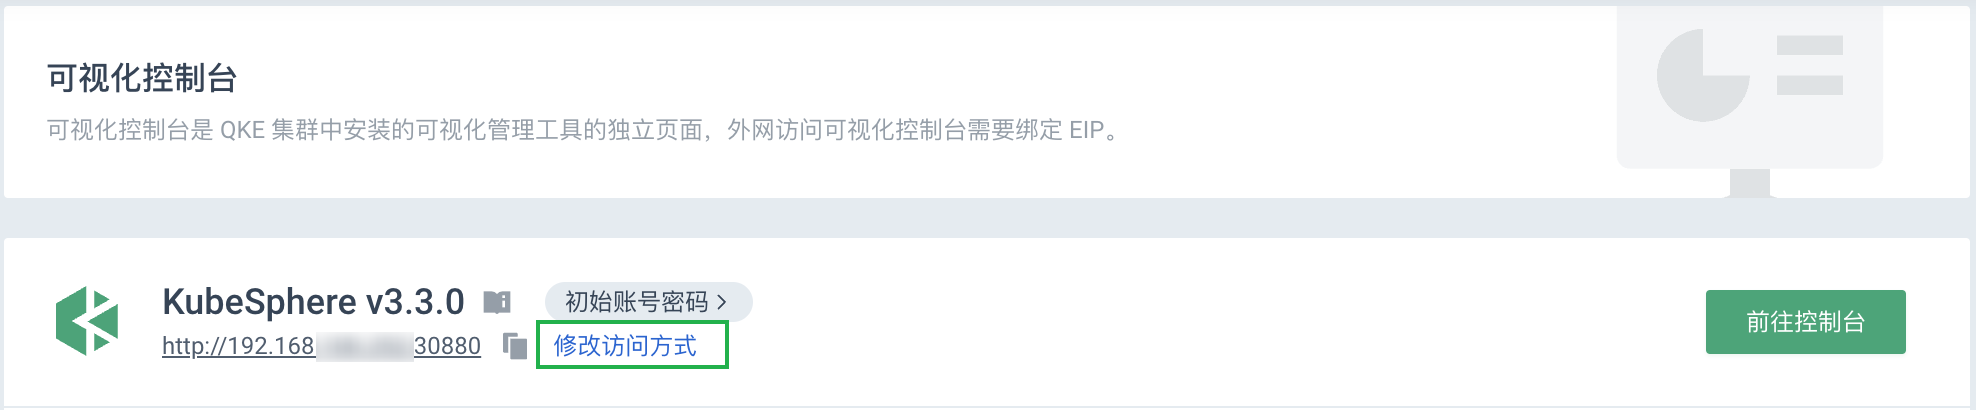 可视化控制台
可视化控制台是 QKE 集群中安装的可视化管理工具的独立页面，外网访问可视化控制台需要绑定 EIP。
KubeSphere v3.3.0 初始账号密码 >
http://192.168 30880 修改访问方式
前往控制台